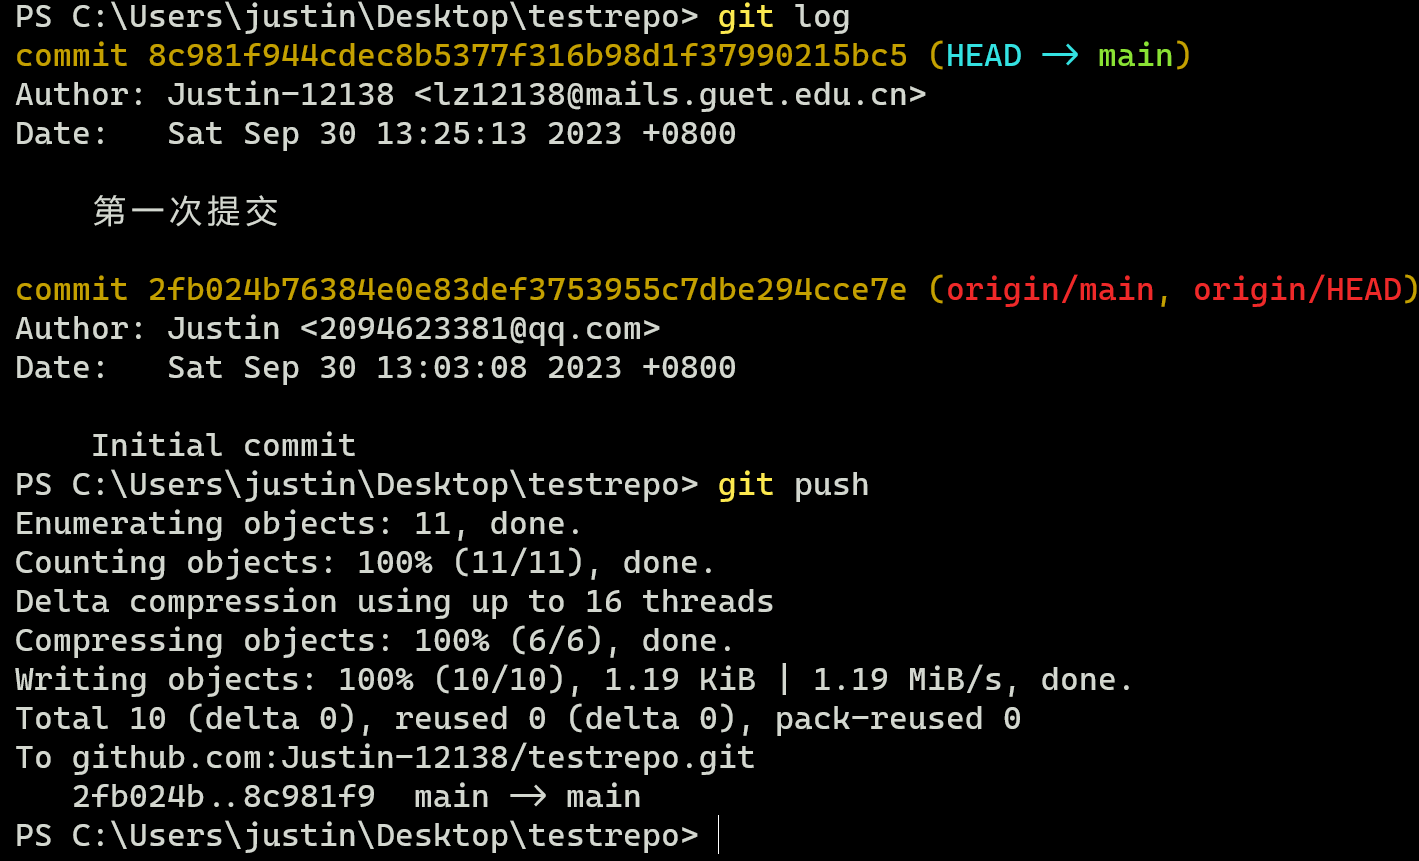 PS C:\Users\justin\Desktop\testrepo> git log
commit 8c981f944cdec8b5377f316b98d1f37990215bc5 (HEAD -> main)
Author: Justin-12138 <lz12138@mails.guet.edu.cn>
Date:   Sat Sep 30 13:25:13 2023 +0800
第一次提交
commit 2fb024b76384e0e83def3753955c7dbe294cce7e (origin/main, origin/HEAD)
Author: Justin <2094623381@qq.com>
Date:   Sat Sep 30 13:03:08 2023 +0800
Initial commit
PS C:\Users\justin\Desktop\testrepo> git push
Enumerating objects: 11, done.
Counting objects: 100% (11/11), done.
Delta compression using up to 16 threads
Compressing objects: 100% (6/6), done.
Writing objects: 100% (10/10), 1.19 KiB | 1.19 MiB/s, done.
Total 10 (delta 0), reused 0 (delta 0), pack-reused 0
To github.com:Justin-12138/testrepo.git
2fb024b..8c981f9  main -> main
PS C:\Users\justin\Desktop\testrepo>